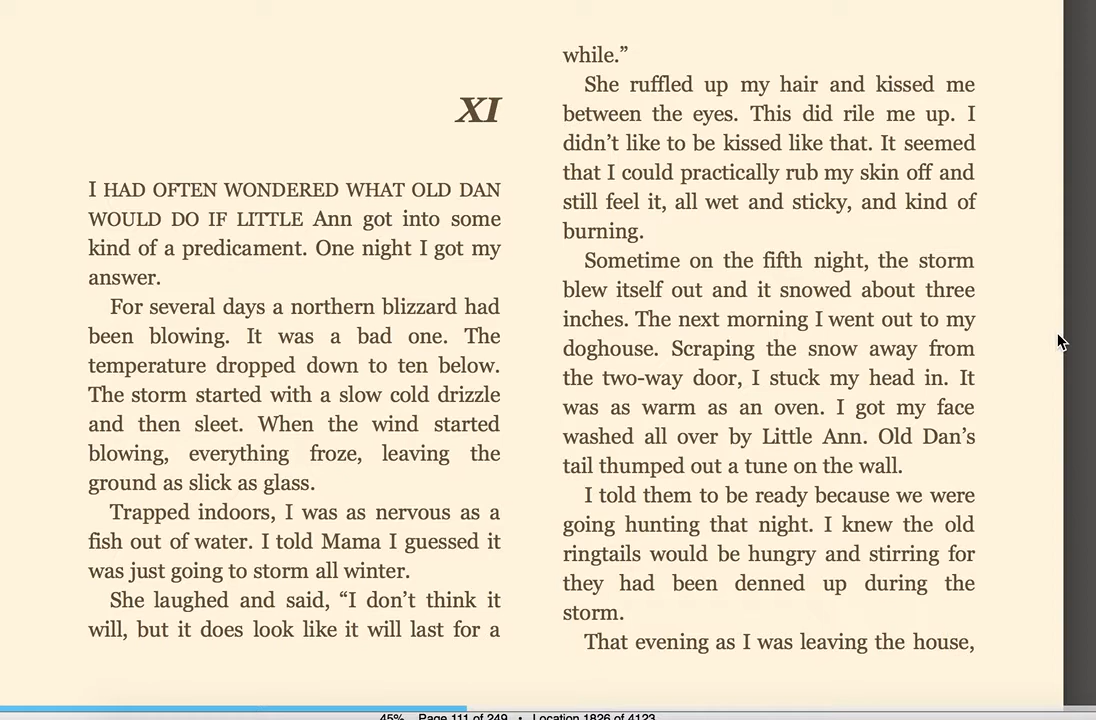 XI
I HAD OFTEN WONDERED WHAT OLD DAN
WOULD DO IF LITTLE Ann got into some
kind of a predicament. One night I got my
answer.
For several days a northern blizzard had
been blowing. It was a bad one. The
temperature dropped down to ten below.
The storm started with a slow cold drizzle
and then sleet. When the wind started
blowing, everything froze, leaving the
ground as slick as glass.
Trapped indoors, I was as nervous as a
fish out of water. I told Mama I guessed it
was just going to storm all winter.
She laughed and said, “I don’t think it
will, but it does look like it will last for a
while.”
She ruffled up my hair and kissed me
between the eyes. This did rile me up. I
didn’t like to be kissed like that. It seemed
that I could practically rub my skin off and
still feel it, all wet and sticky, and kind of
burning.
Sometime on the fifth night, the storm
blew itself out and it snowed about three
inches. The next morning I went out to my
doghouse. Scraping the snow away from
the two-way door, I stuck my head in. It
was as warm as an oven. I got my face
washed all over by Little Ann. Old Dan’s
tail thumped out a tune on the wall.
I told them to be ready because we were
going hunting that night. I knew the old
ringtails would be hungry and stirring for
they had been denned up during the
storm.
That evening as I was leaving the house,
45% Page 111 of 249 • Location 1826 of 4123